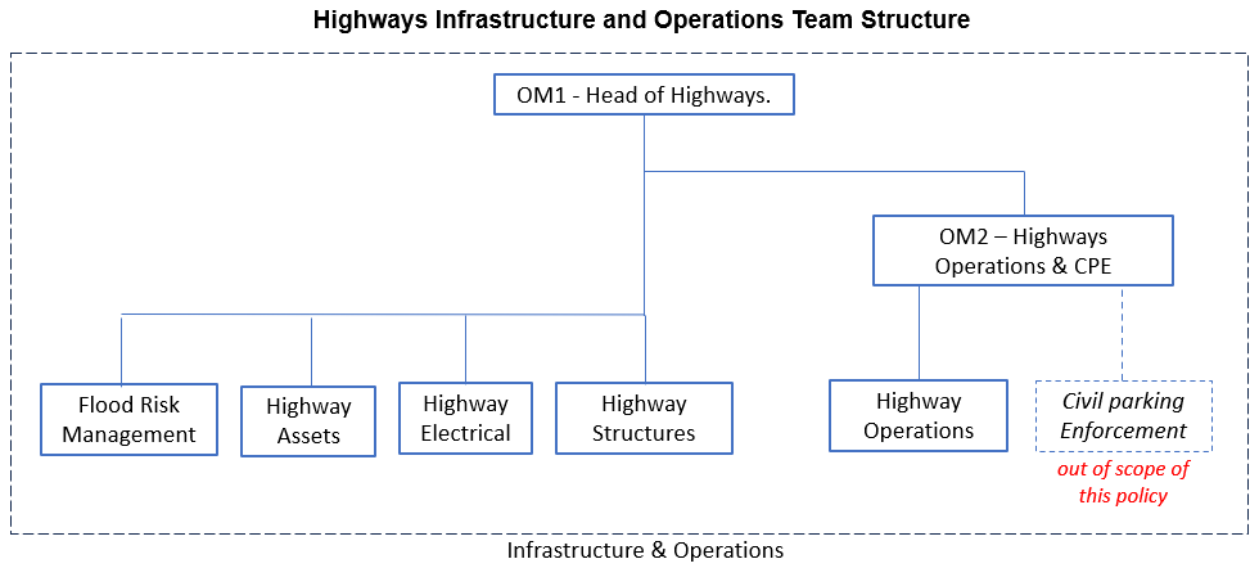 Highways Infrastructure and Operations Team Structure
OM1 - Head of Highways.
OM2 – Highways
Operations & CPE
Flood Risk
Management
Highway
Assets
Highway
Electrical
Highway
Structures
Highway
Operations
Civil parking
Enforcement
out of scope of
this policy
Infrastructure & Operations